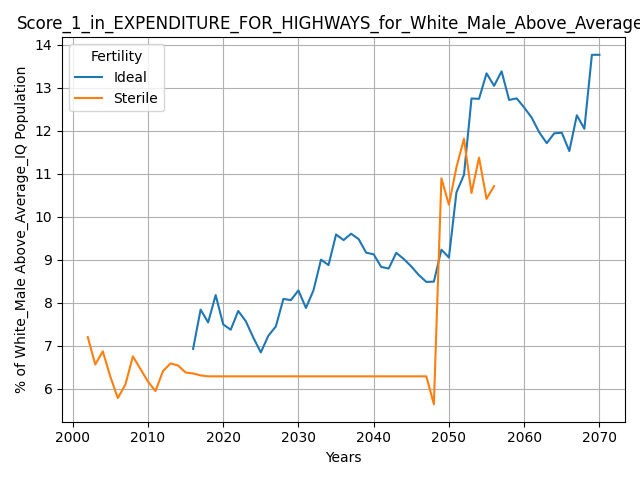 Score_1_in_EXPENDITURE_FOR_HIGHWAYS_for_White_Male_Above_Average
Fertility
Ideal
Sterile
% of White_Male Above_Average_IQ Population
14
13
12
11
10
9
8
7
6
2000 2010 2020 2030 2040 2050 2060 2070
Years